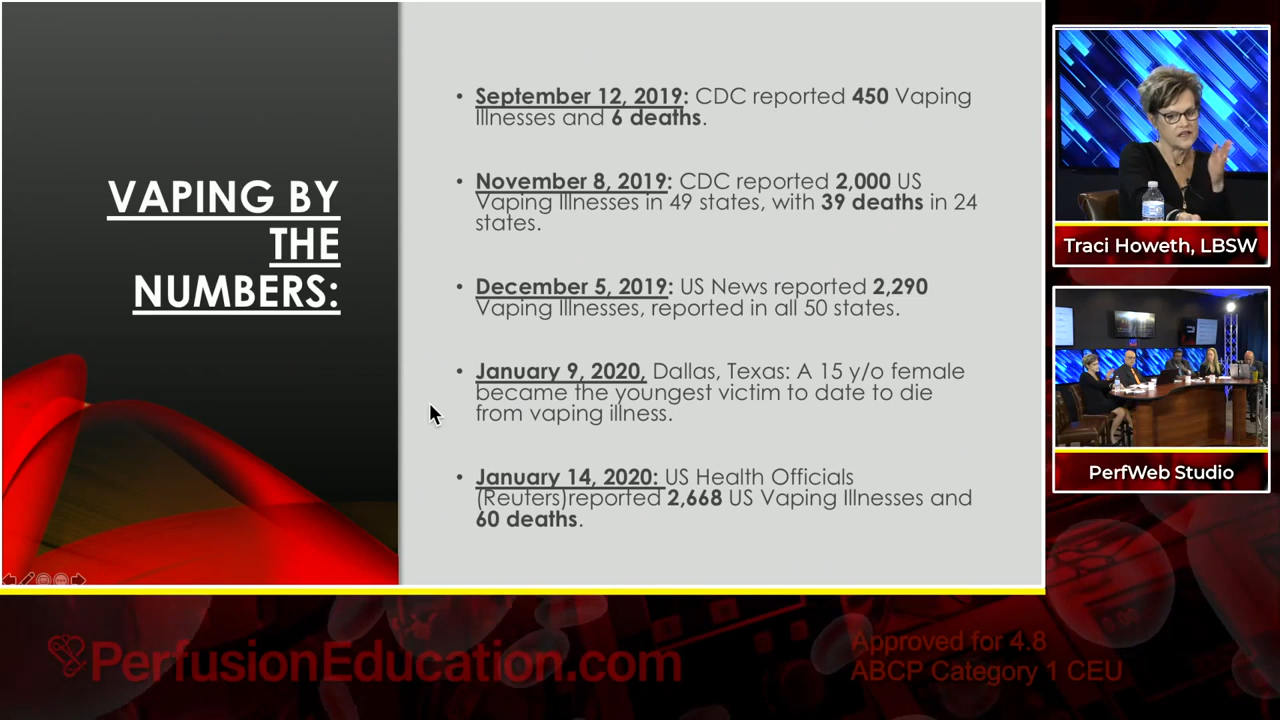 VAPING BY
THE
NUMBERS:
• September 12, 2019: CDC reported 450 Vaping
Illnesses and 6 deaths.
• November 8, 2019: CDC reported 2,000 US
Vaping Illnesses in 49 states, with 39 deaths in 24
states.
• December 5, 2019: US News reported 2,290
Vaping Illnesses, reported in all 50 states.
• January 9, 2020, Dallas, Texas: A 15 y/o female
became the youngest victim to date to die
from vaping illness.
• January 14, 2020: US Health Officials
(Reuters)reported 2,668 US Vaping Illnesses and
60 deaths.
Traci Howeth, LBSW
PerfWeb Studio
PerfusionEducation.com
Approved for 4.8
ABCP Category 1 CEU